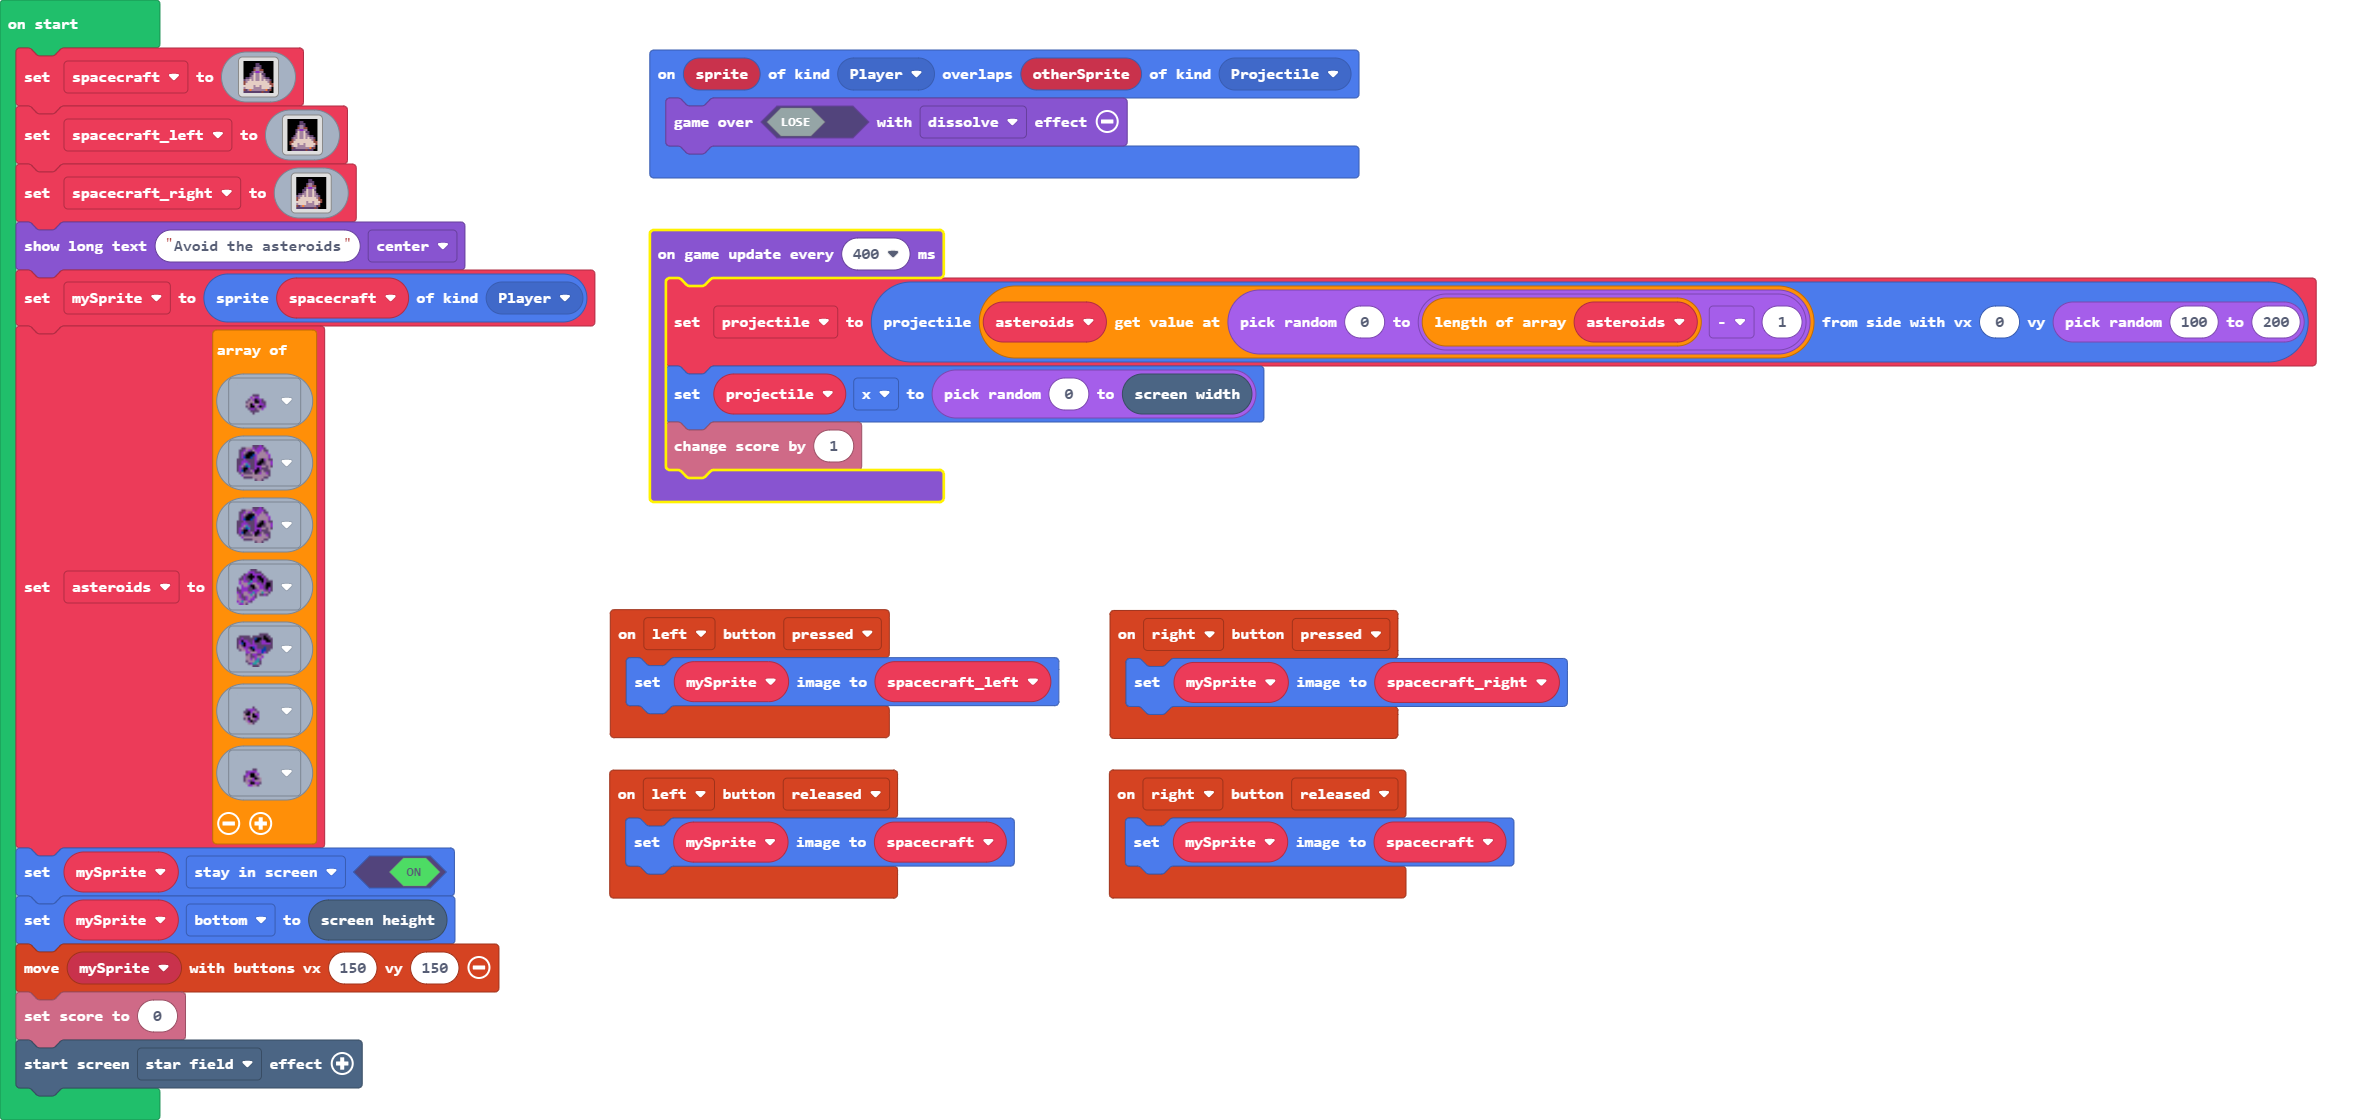 on start
set spacecraft to
set spacecraft_left to
set spacecraft_right to
show long text "Avoid the asteroids" center
set mySprite to sprite spacecraft of kind Player
set asteroids to array of
set mySprite stay in screen ON
set mySprite bottom to screen height
move mySprite with buttons vx 150 vy 150
set score to 0
start screen star field effect
on sprite of kind Player overlaps otherSprite of kind Projectile
game over LOSE with dissolve effect
on game update every 400 ms
set projectile to projectile asteroids get value at pick random 0 to length of array asteroids - 1 from side with vx 0 vy pick random 100 to 200
set projectile x to pick random 0 to screen width
change score by 1
on left button pressed
set mySprite image to spacecraft_left
on right button pressed
set mySprite image to spacecraft_right
on left button released
set mySprite image to spacecraft
on right button released
set mySprite image to spacecraft